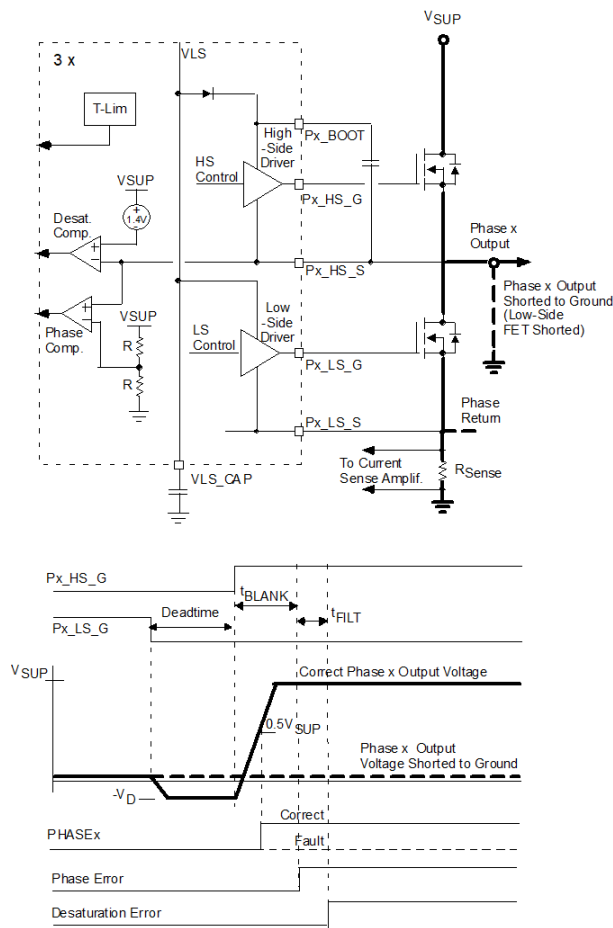 VSUP
3 x
VLS
T-Lim
High
-Side
Driver
Px_BOOT
HS
Control
Px_HS_G
VSUP
1.4V
Desat.
Comp.
+
−
Phase x
Output
Px_HS_S
+
−
Phase
Comp.
VSUP
R
R
Low
-Side
Driver
LS
Control
Px_LS_G
Phase x Output
Shorted to Ground
(Low-Side
FET Shorted)
Px_LS_S
Phase
Return
To Current
Sense Amplif.
RSense
VLS_CAP
Px_HS_G
tBLANK
Deadtime
tFILT
Px_LS_G
VSUP
Correct Phase x Output Voltage
0.5VSUP
Phase x Output
Voltage Shorted to Ground
-VD
Correct
PHASEx
Fault
Phase Error
Desaturation Error